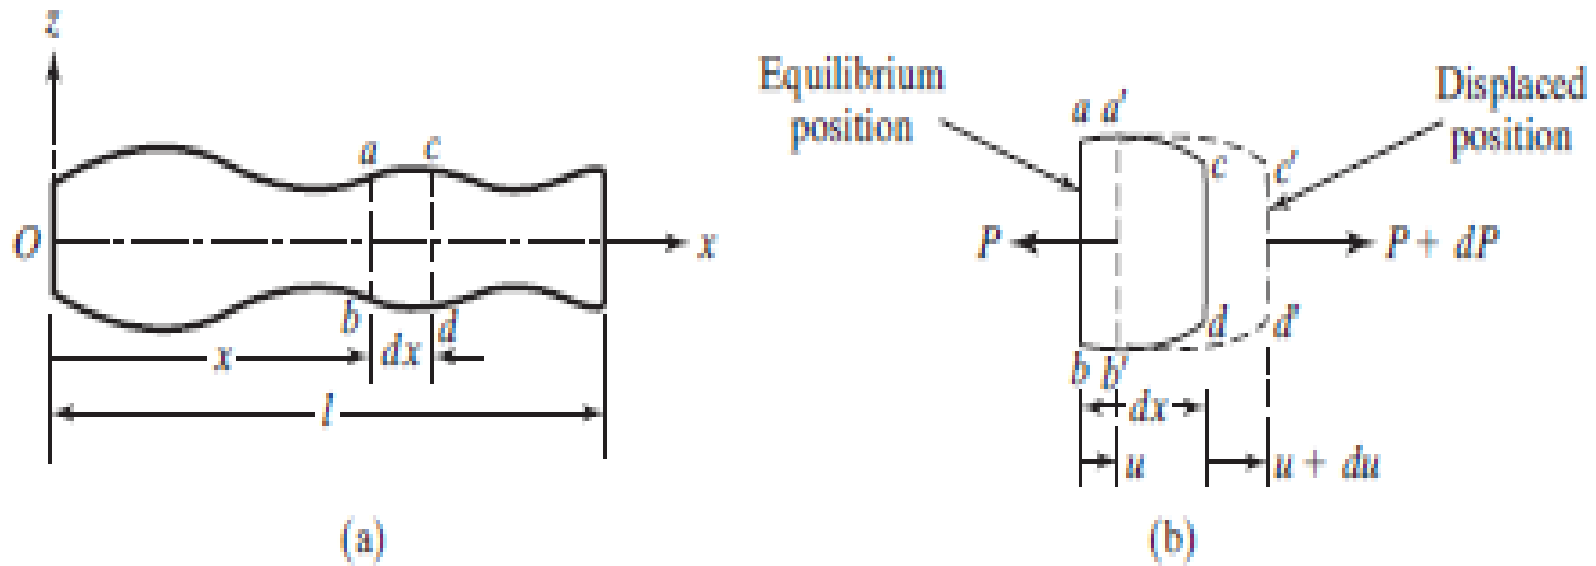 z
a c
O
x
b d
x dx
l
(a)
Equilibrium
position
Displaced
position
a a'
c c'
P
P + dP
d d'
b b'
dx
u
u + du
(b)